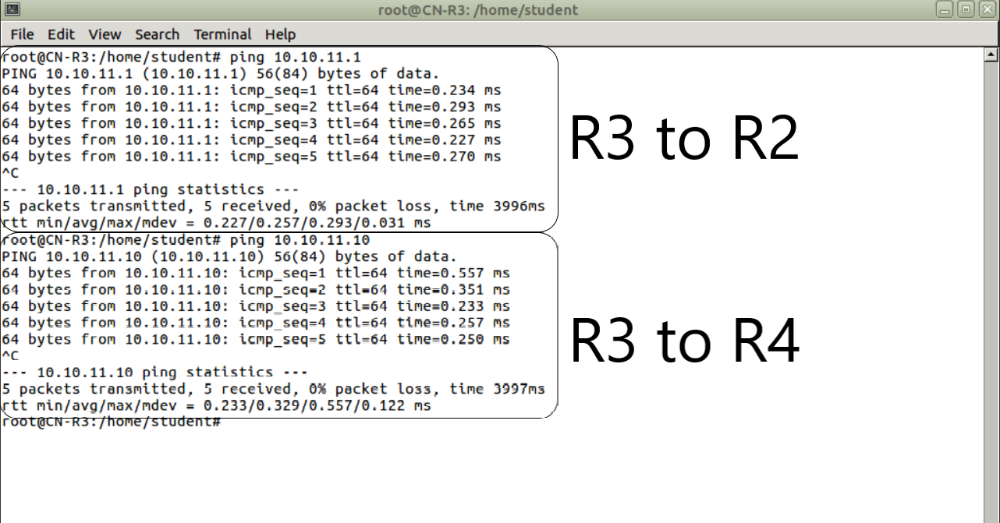 root@CN-R3: /home/student
File Edit View Search Terminal Help
root@CN-R3:/home/student# ping 10.10.11.1
PING 10.10.11.1 (10.10.11.1) 56(84) bytes of data.
64 bytes from 10.10.11.1: icmp_seq=1 ttl=64 time=0.234 ms
64 bytes from 10.10.11.1: icmp_seq=2 ttl=64 time=0.293 ms
64 bytes from 10.10.11.1: icmp_seq=3 ttl=64 time=0.265 ms
64 bytes from 10.10.11.1: icmp_seq=4 ttl=64 time=0.227 ms
64 bytes from 10.10.11.1: icmp_seq=5 ttl=64 time=0.270 ms
^C
--- 10.10.11.1 ping statistics ---
5 packets transmitted, 5 received, 0% packet loss, time 3996ms
rtt min/avg/max/mdev = 0.227/0.257/0.293/0.031 ms
R3 to R2
root@CN-R3:/home/student# ping 10.10.11.10
PING 10.10.11.10 (10.10.11.10) 56(84) bytes of data.
64 bytes from 10.10.11.10: icmp_seq=1 ttl=64 time=0.557 ms
64 bytes from 10.10.11.10: icmp_seq=2 ttl=64 time=0.351 ms
64 bytes from 10.10.11.10: icmp_seq=3 ttl=64 time=0.233 ms
64 bytes from 10.10.11.10: icmp_seq=4 ttl=64 time=0.257 ms
64 bytes from 10.10.11.10: icmp_seq=5 ttl=64 time=0.250 ms
^C
--- 10.10.11.10 ping statistics ---
5 packets transmitted, 5 received, 0% packet loss, time 3997ms
rtt min/avg/max/mdev = 0.233/0.329/0.557/0.122 ms
R3 to R4
root@CN-R3:/home/student#